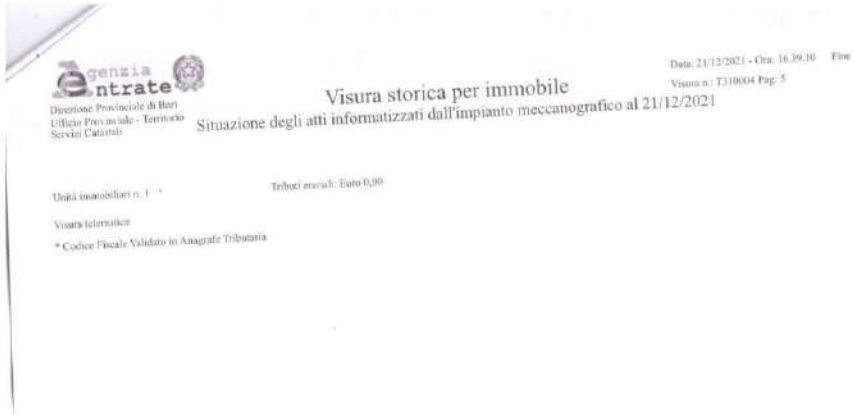 Agenzia
Entrate
Direzione Provinciale di Bari
Ufficio Provinciale - Territorio
Servizi Catastali
Visura storica per immobile
Situazione degli atti informatizzati dall'impianto meccanografico al 21/12/2021
Data: 21/12/2021 - Ora: 16.39.10 Fine
Visura n.: T310004 Pag: 5
Unità immobiliari n. 1
Tributi erariali: Euro 0,90
Visura telematica
* Codice Fiscale Validato in Anagrafe Tributaria